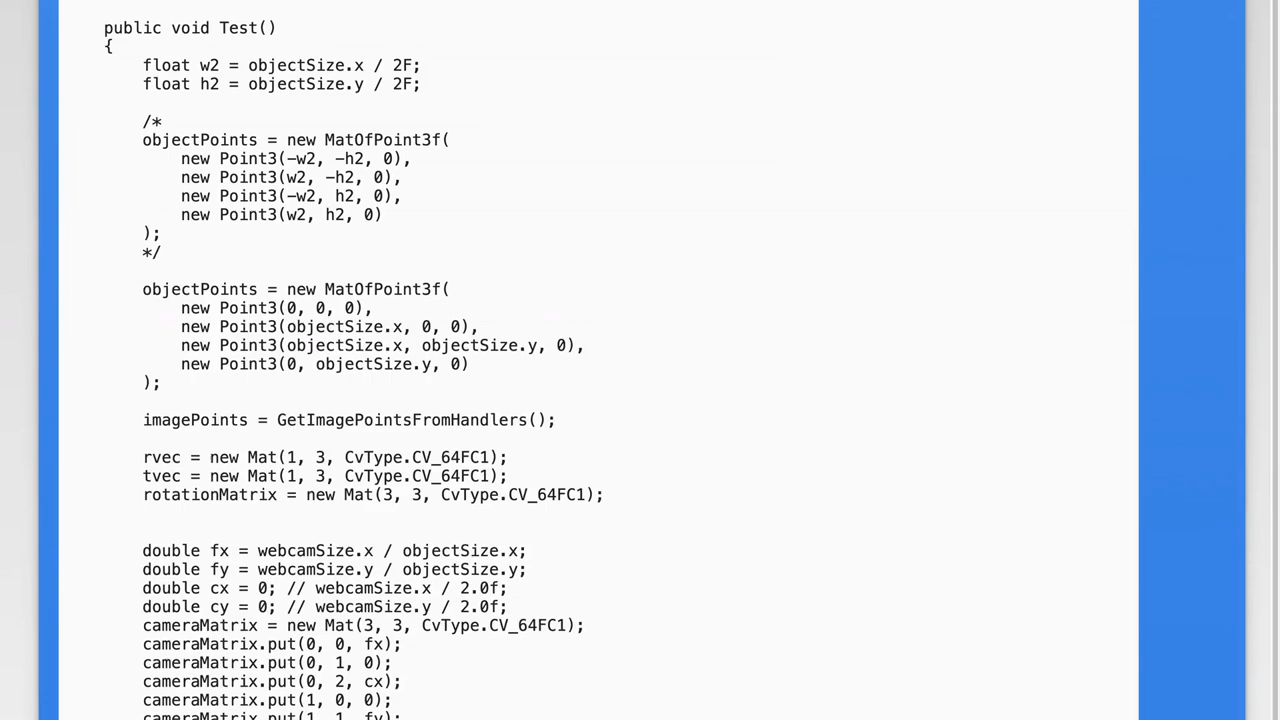 public void Test()
{
float w2 = objectSize.x / 2F;
float h2 = objectSize.y / 2F;
/*
objectPoints = new MatOfPoint3f(
new Point3(-w2, -h2, 0),
new Point3(w2, -h2, 0),
new Point3(-w2, h2, 0),
new Point3(w2, h2, 0)
);
*/
objectPoints = new MatOfPoint3f(
new Point3(0, 0, 0),
new Point3(objectSize.x, 0, 0),
new Point3(objectSize.x, objectSize.y, 0),
new Point3(0, objectSize.y, 0)
);
imagePoints = GetImagePointsFromHandlers();
rvec = new Mat(1, 3, CvType.CV_64FC1);
tvec = new Mat(1, 3, CvType.CV_64FC1);
rotationMatrix = new Mat(3, 3, CvType.CV_64FC1);
double fx = webcamSize.x / objectSize.x;
double fy = webcamSize.y / objectSize.y;
double cx = 0; // webcamSize.x / 2.0f;
double cy = 0; // webcamSize.y / 2.0f;
cameraMatrix = new Mat(3, 3, CvType.CV_64FC1);
cameraMatrix.put(0, 0, fx);
cameraMatrix.put(0, 1, 0);
cameraMatrix.put(0, 2, cx);
cameraMatrix.put(1, 0, 0);
cameraMatrix.put(1, 1, fy);